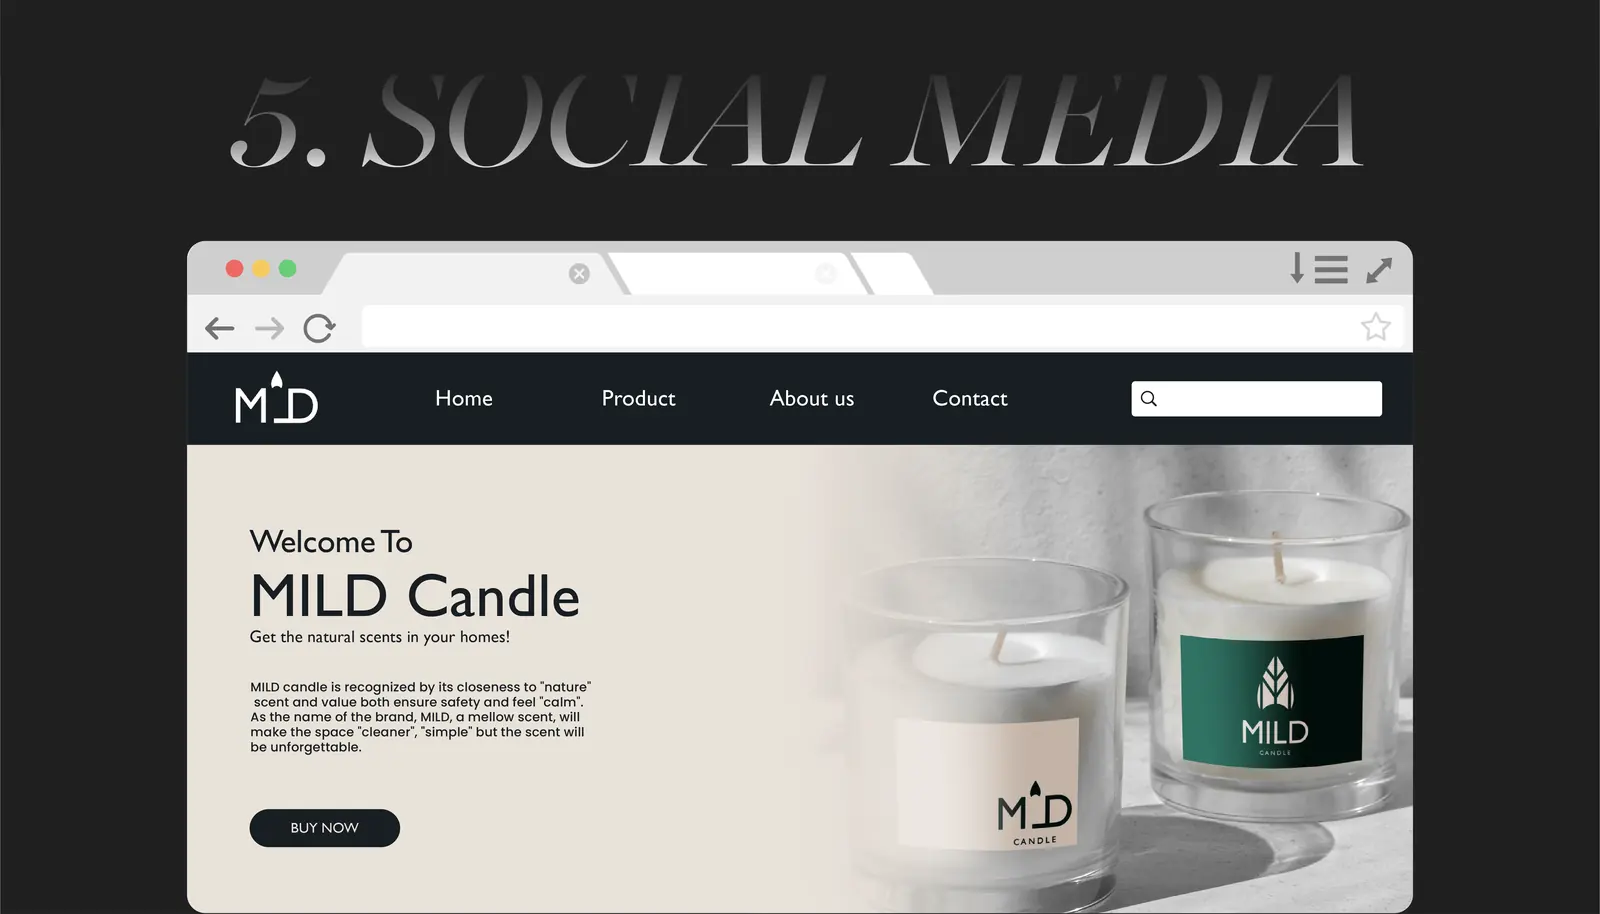 5. SOCIAL MEDIA
MILD
Home Product About us Contact
Welcome To
MILD Candle
Get the natural scents in your homes!
MILD candle is recognized by its closeness to "nature"
scent and value both ensure safety and feel "calm".
As the name of the brand, MILD, a mellow scent, will
make the space "cleaner", "simple" but the scent will
be unforgettable.
BUY NOW
MILD
CANDLE
MILD
CANDLE